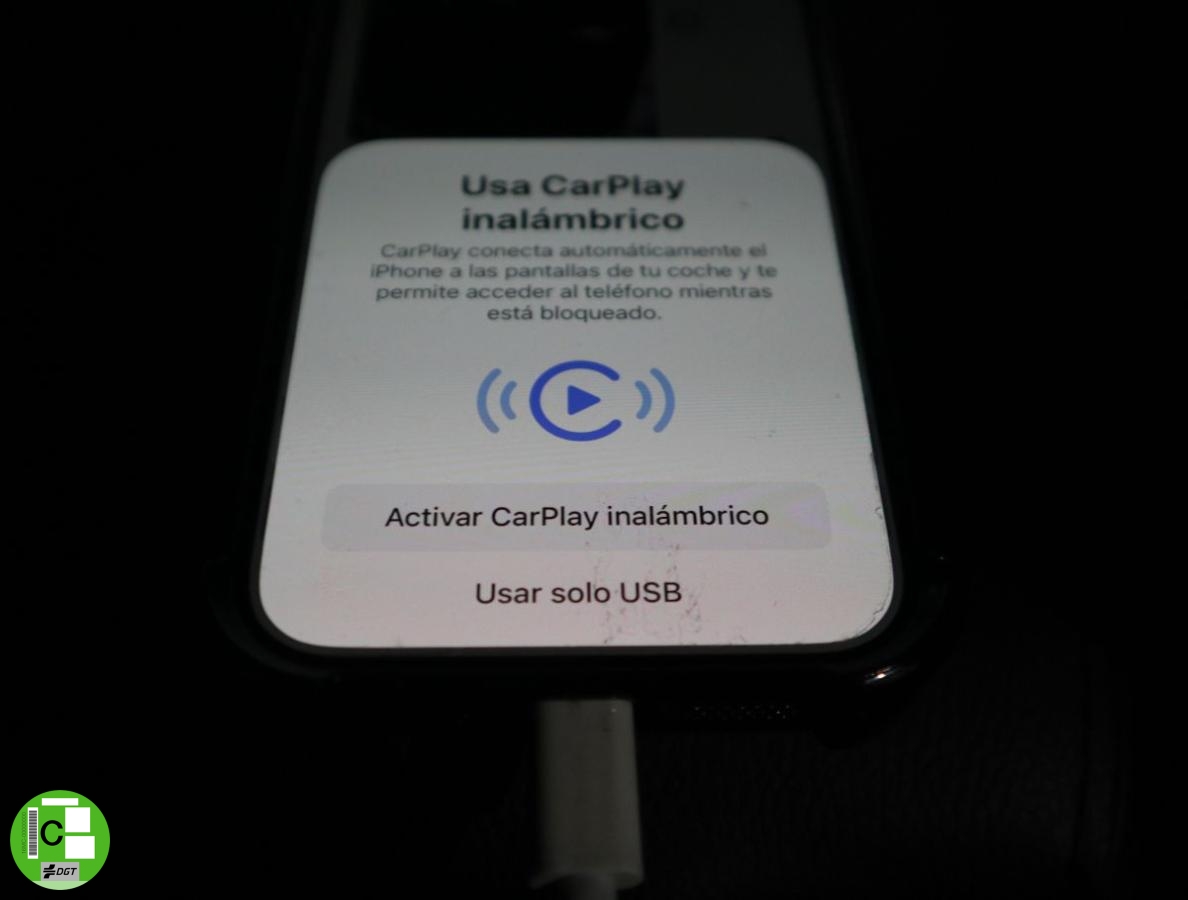 Usa CarPlay
inalámbrico
CarPlay conecta automáticamente el
iPhone a las pantallas de tu coche y te
permite acceder al teléfono mientras
está bloqueado.
Activar CarPlay inalámbrico
Usar solo USB
C
DGT